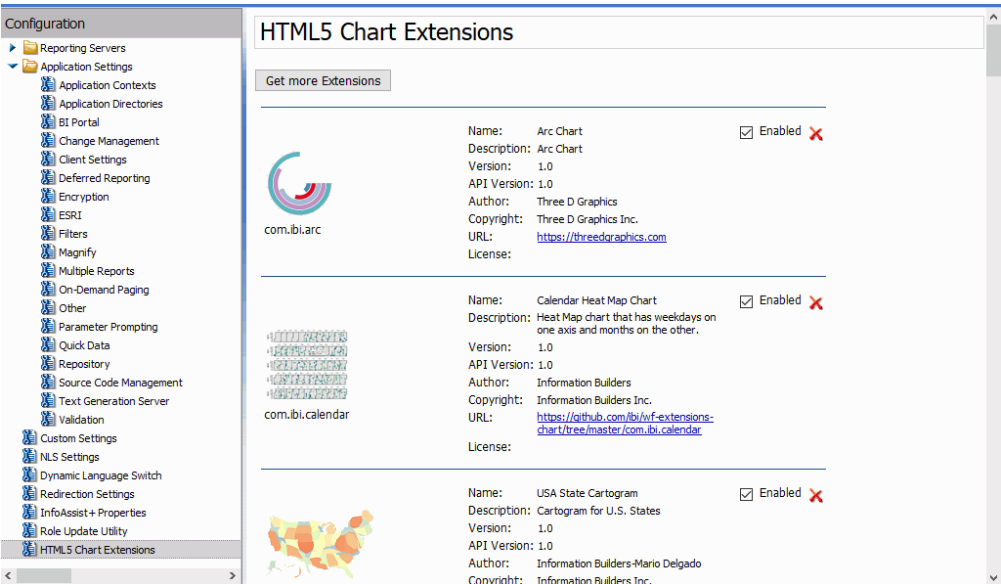 Configuration
Reporting Servers
Application Settings
Application Contexts
Application Directories
BI Portal
Change Management
Client Settings
Deferred Reporting
Encryption
ESRI
Filters
Magnify
Multiple Reports
On-Demand Paging
Other
Parameter Prompting
Quick Data
Repository
Source Code Management
Text Generation Server
Validation
Custom Settings
NLS Settings
Dynamic Language Switch
Redirection Settings
InfoAssist+ Properties
Role Update Utility
HTML5 Chart Extensions
HTML5 Chart Extensions
Get more Extensions
com.ibi.arc
Name: Arc Chart
Enabled
Description: Arc Chart
Version: 1.0
API Version: 1.0
Author: Three D Graphics
Copyright: Three D Graphics Inc.
URL: https://threedgraphics.com
License:
com.ibi.calendar
Name: Calendar Heat Map Chart
Enabled
Description: Heat Map chart that has weekdays on
one axis and months on the other.
Version: 1.0
API Version: 1.0
Author: Information Builders
Copyright: Information Builders Inc.
URL: https://github.com/ibi/wf-extensions-
chart/tree/master/com.ibi.calendar
License:
Name: USA State Cartogram
Enabled
Description: Cartogram for U.S. States
Version: 1.0
API Version: 1.0
Author: Information Builders-Mario Delgado
Copyright: Information Builders Inc.